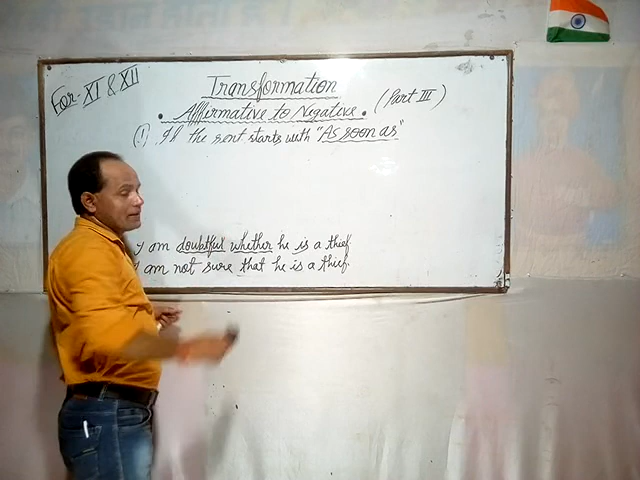 For - XI & XII
Transformation
• Affirmative to Negative. (Part III)
(1) If the sent starts with "As soon as"
I am doubtful whether he is a thief.
I am not sure that he is a thief.